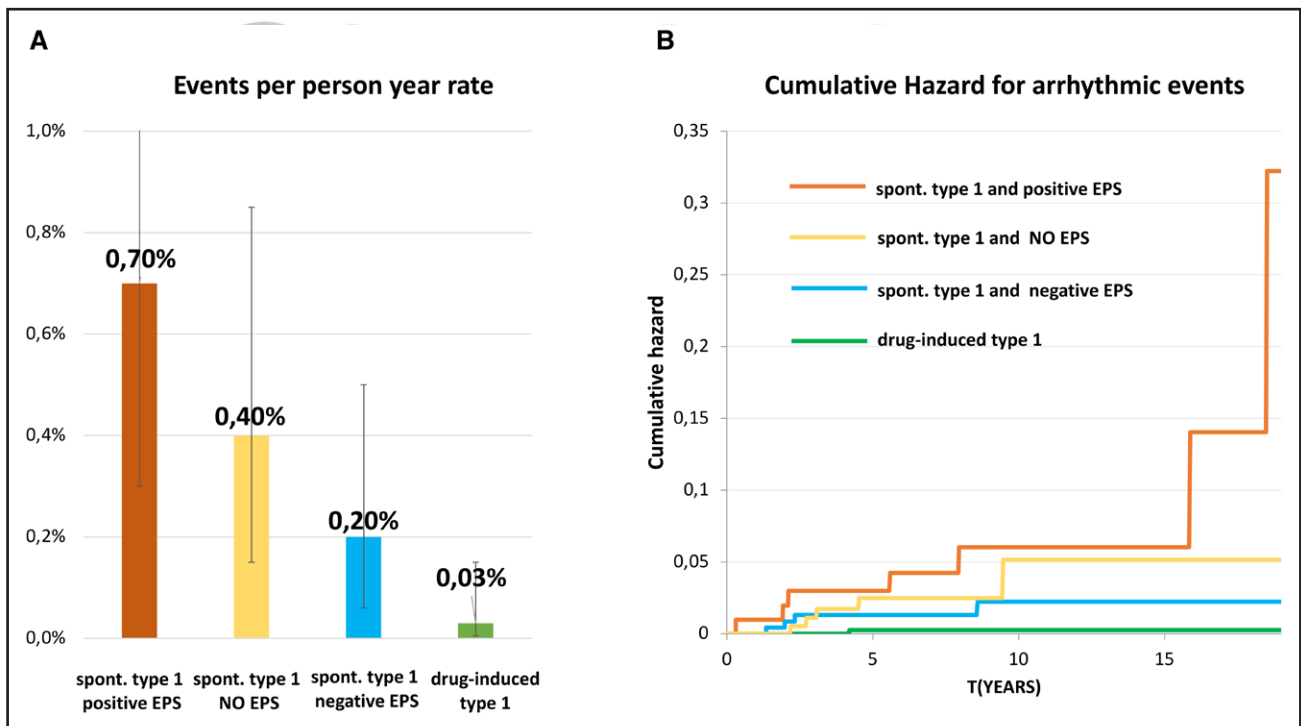 A
Events per person year rate
1,0%
0,8%
0,6%
0,4%
0,2%
0,0%
0,70%
0,40%
0,20%
0,03%
spont. type 1
positive EPS
spont. type 1
NO EPS
spont. type 1
negative EPS
drug-induced
type 1
B
Cumulative Hazard for arrhythmic events
Cumulative hazard
0,35
0,3
0,25
0,2
0,15
0,1
0,05
0
spont. type 1 and positive EPS
spont. type 1 and NO EPS
spont. type 1 and negative EPS
drug-induced type 1
0
5
10
15
T(YEARS)